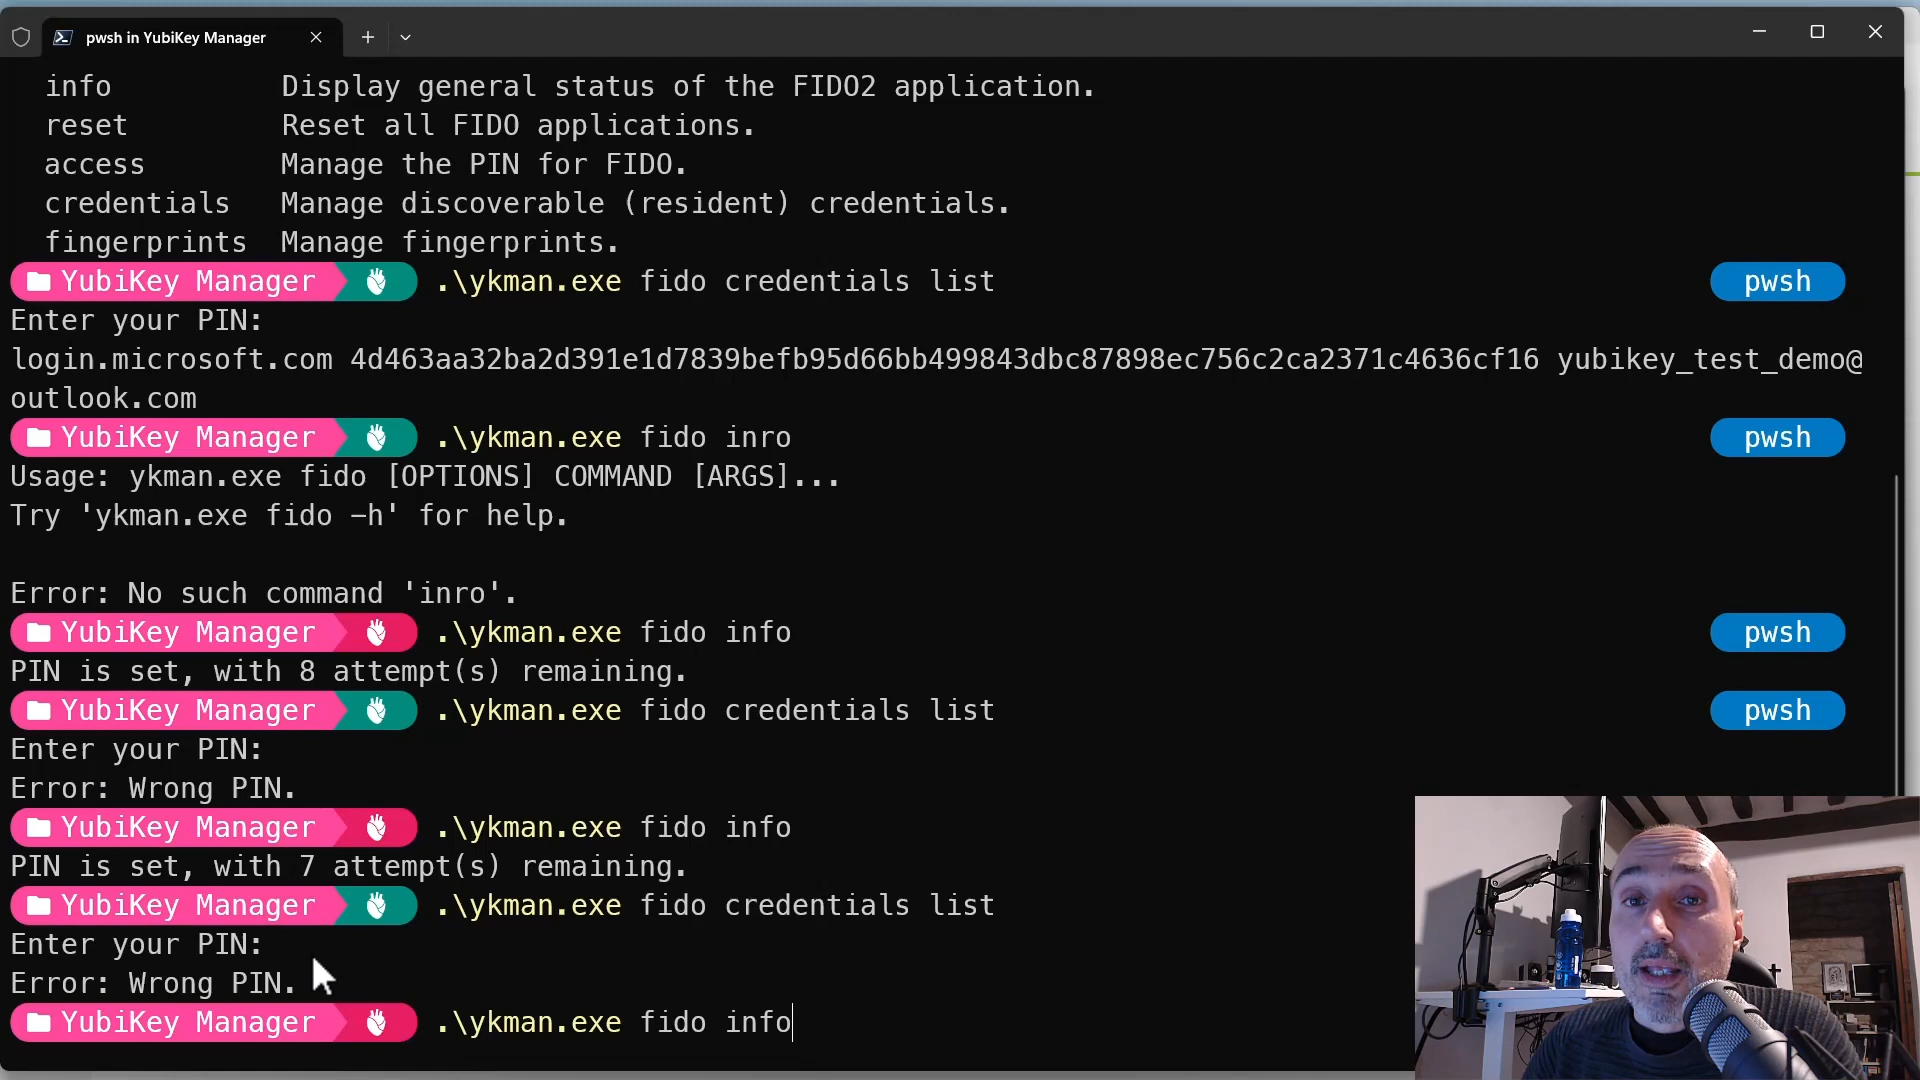 pwsh in YubiKey Manager
info Display general status of the FIDO2 application.
reset Reset all FIDO applications.
access Manage the PIN for FIDO.
credentials Manage discoverable (resident) credentials.
fingerprints Manage fingerprints.
YubiKey Manager .\ykman.exe fido credentials list pwsh
Enter your PIN:
login.microsoft.com 4d463aa32ba2d391e1d7839befb95d66bb499843dbc87898ec756c2ca2371c4636cf16 yubikey_test_demo@
outlook.com
YubiKey Manager .\ykman.exe fido inro pwsh
Usage: ykman.exe fido [OPTIONS] COMMAND [ARGS]...
Try 'ykman.exe fido -h' for help.
Error: No such command 'inro'.
YubiKey Manager .\ykman.exe fido info pwsh
PIN is set, with 8 attempt(s) remaining.
YubiKey Manager .\ykman.exe fido credentials list pwsh
Enter your PIN:
Error: Wrong PIN.
YubiKey Manager .\ykman.exe fido info
PIN is set, with 7 attempt(s) remaining.
YubiKey Manager .\ykman.exe fido credentials list
Enter your PIN:
Error: Wrong PIN.
YubiKey Manager .\ykman.exe fido info